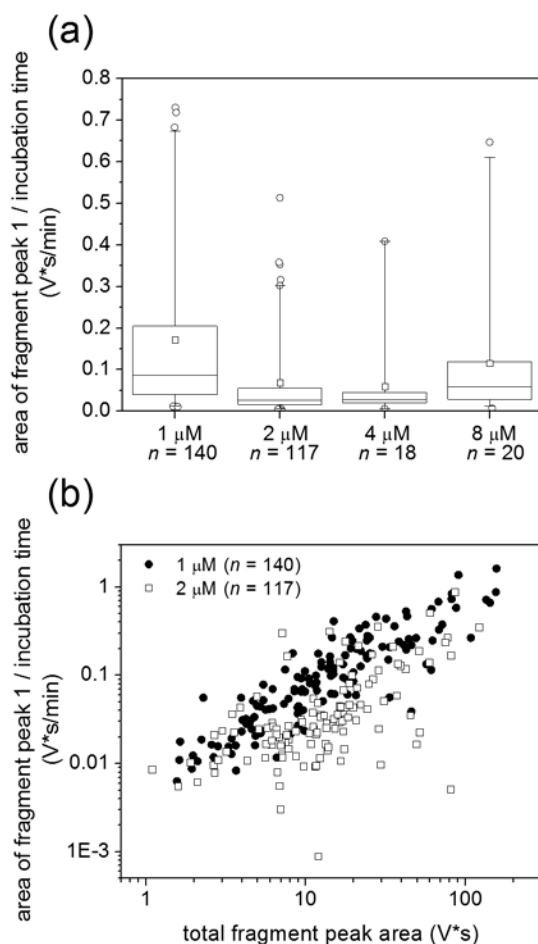 (a)
area of fragment peak 1 / incubation time
(V*s/min)
0.8
0.7
0.6
0.5
0.4
0.3
0.2
0.1
0.0
1 μM 2 μM 4 μM 8 μM
n = 140 n = 117 n = 18 n = 20
(b)
area of fragment peak 1 / incubation time
(V*s/min)
1 μM (n = 140)
2 μM (n = 117)
1
0.1
0.01
1E-3
1 10 100
total fragment peak area (V*s)